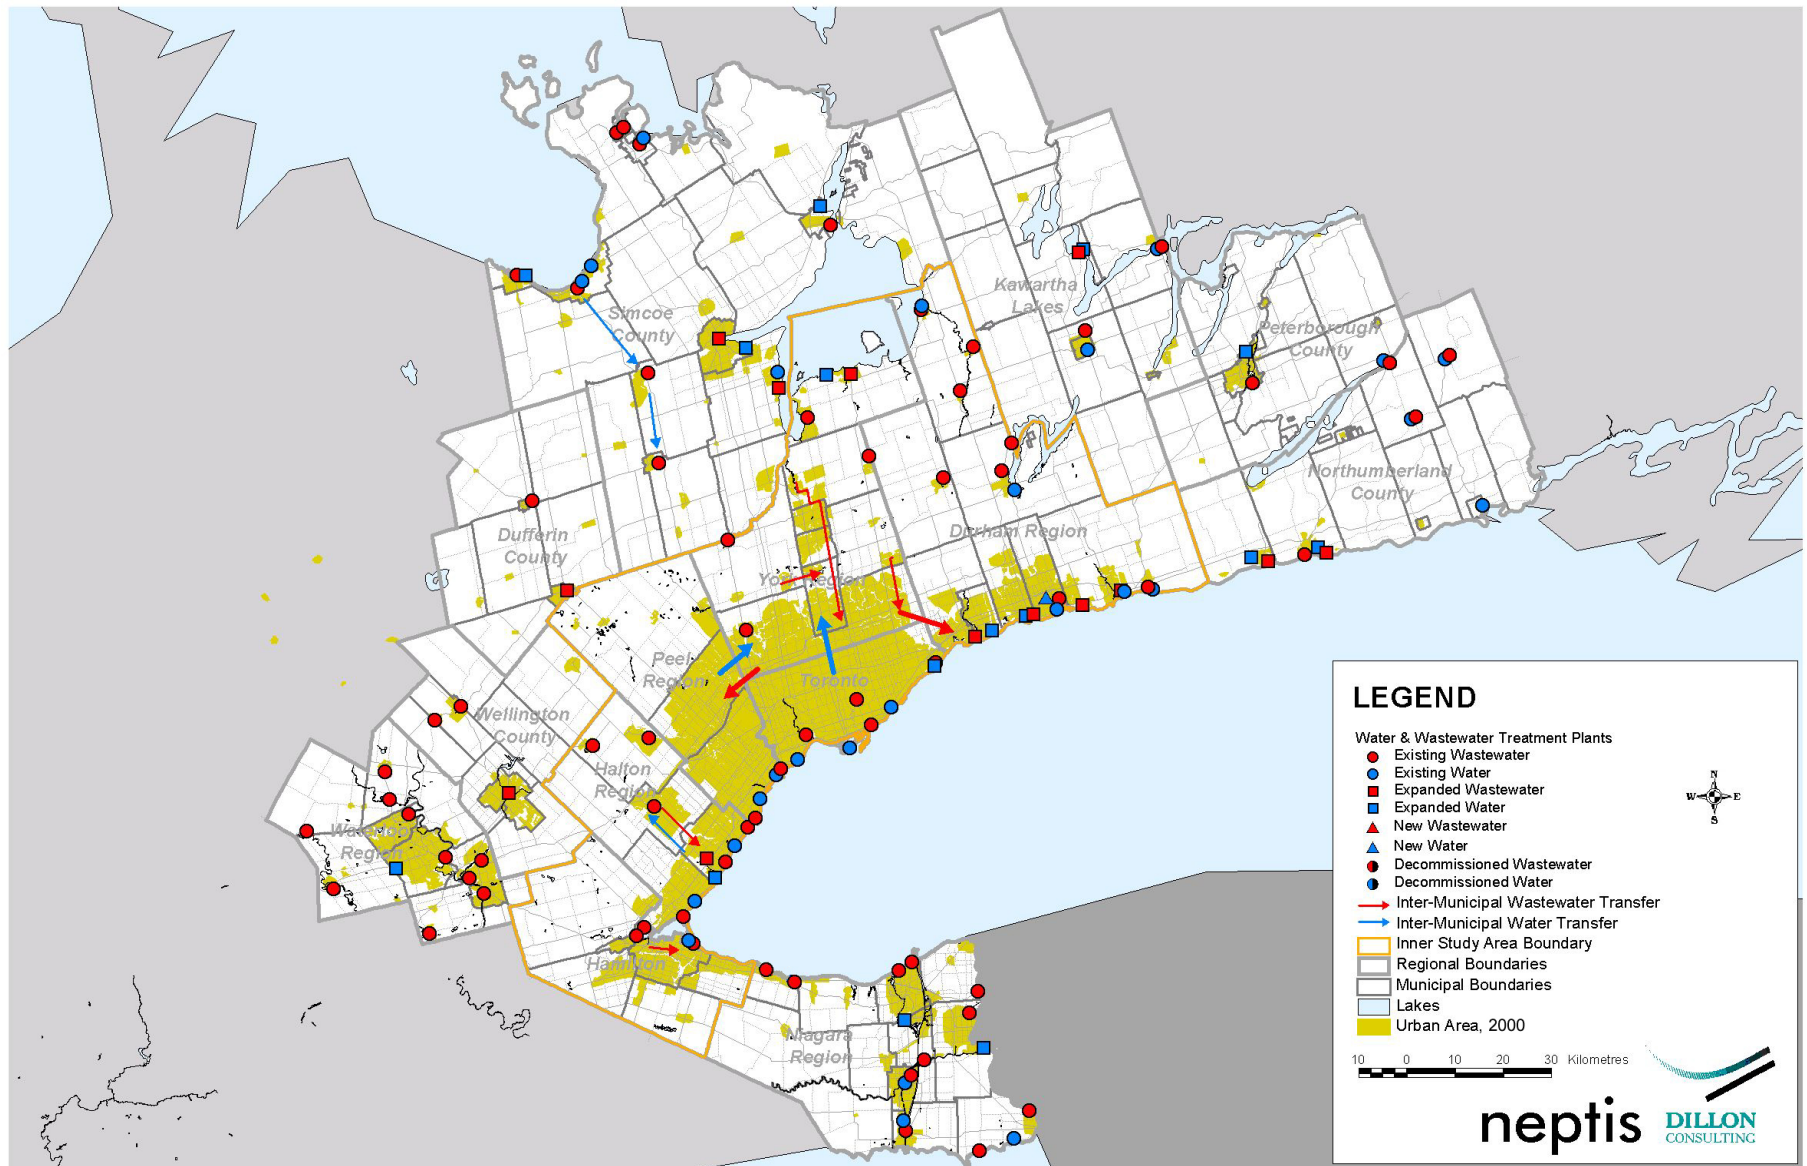 Simcoe
County
Kawartha
Lakes
Peterborough
County
Northumberland
County
Dufferin
County
Durham Region
York Region
Peel
Region
Toronto
Wellington
County
Halton
Region
Waterloo
Region
Hamilton
Niagara
Region
LEGEND
Water & Wastewater Treatment Plants
Existing Wastewater
Existing Water
Expanded Wastewater
Expanded Water
New Wastewater
New Water
Decommissioned Wastewater
Decommissioned Water
Inter-Municipal Wastewater Transfer
Inter-Municipal Water Transfer
Inner Study Area Boundary
Regional Boundaries
Municipal Boundaries
Lakes
Urban Area, 2000
N
W E
S
10 0 10 20 30 Kilometres
neptis
DILLON
CONSULTING